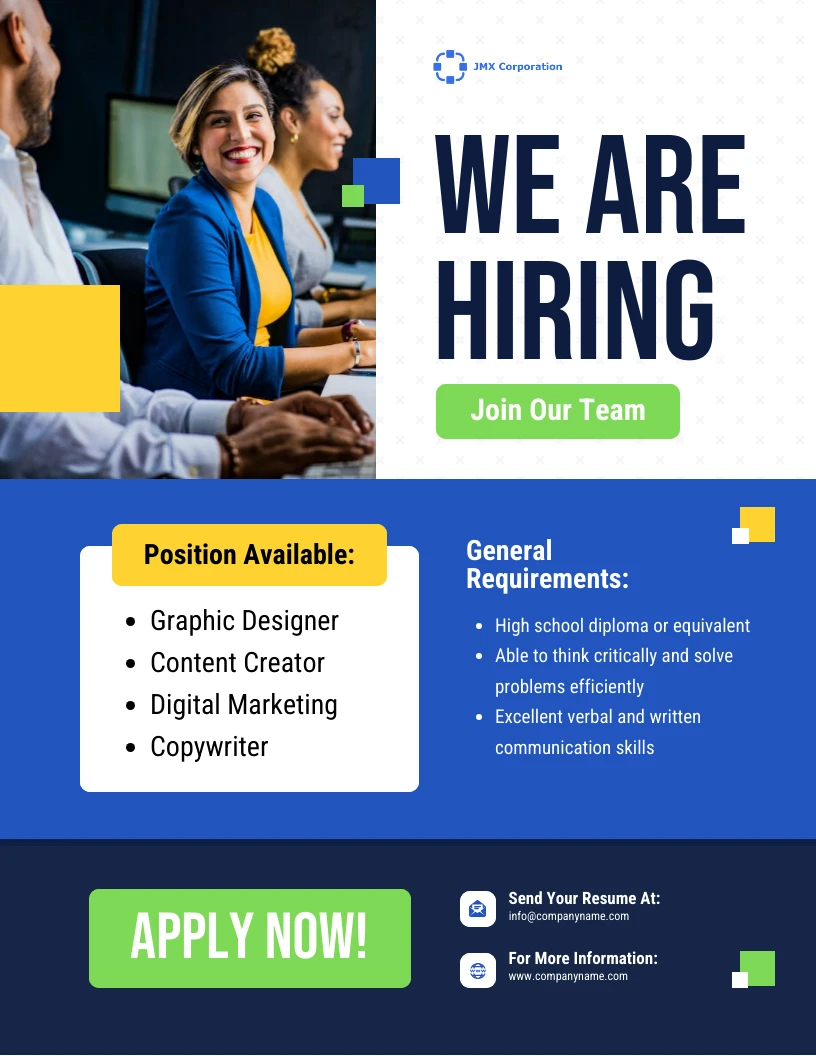 JMX Corporation
WE ARE
HIRING
Join Our Team
Position Available:
• Graphic Designer
• Content Creator
• Digital Marketing
• Copywriter
General
Requirements:
• High school diploma or equivalent
• Able to think critically and solve
problems efficiently
• Excellent verbal and written
communication skills
APPLY NOW!
Send Your Resume At:
info@companyname.com
For More Information:
www.companyname.com